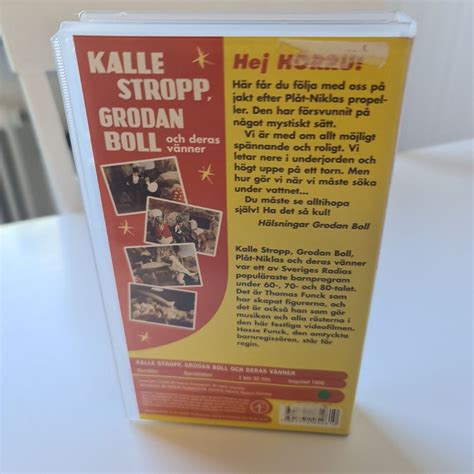 KALLE
STROPP,
GRODAN
BOLL
och deras
vänner
Hej HÖRRU!
Här får du följa med oss på
jakt efter Plåt-Niklas propel-
ler. Den har försvunnit på
något mystiskt sätt.
Vi är med om allt möjligt
spännande och roligt. Vi
letar nere i underjorden och
högt uppe på ett torn. Men
hur gör vi när vi måste söka
under vattnet...
Du måste se alltihopa
själv! Ha det så kul!
Hälsningar Grodan Boll
Kalle Stropp, Grodan Boll,
Plåt-Niklas och deras vänner
var ett av Sveriges Radios
populäraste barnprogram
under 60-, 70- och 80-talet.
Det är Thomas Funck som
har skapat figurerna, och
det är också han som gör
musiken och alla rösterna i
den här festliga videofilmen.
Hasse Funck, den omtyckta
barnregissören, står för
regin.
KALLE STROPP, GRODAN BOLL OCH DERAS VÄNNER